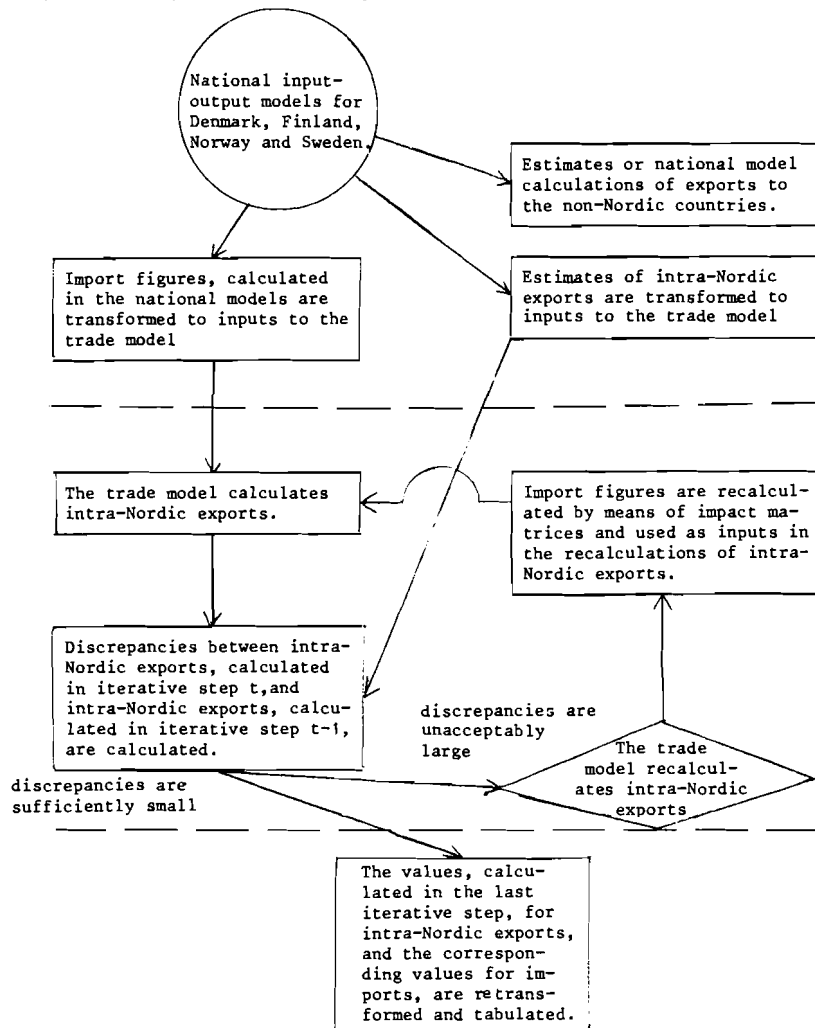 National input-
output models for
Denmark, Finland,
Norway and Sweden.
Estimates or national model
calculations of exports to
the non-Nordic countries.
Import figures, calculated
in the national models are
transformed to inputs to the
trade model
Estimates of intra-Nordic
exports are transformed to
inputs to the trade model
The trade model calculates
intra-Nordic exports.
Import figures are recalcul-
ated by means of impact ma-
trices and used as inputs in
the recalculations of intra-
Nordic exports.
Discrepancies between intra-
Nordic exports, calculated
in iterative step t,and
intra-Nordic exports, calcu-
lated in iterative step t-1,
are calculated.
discrepancies are
unacceptably
large
The trade
model recalcul-
ates intra-Nordic
exports
discrepancies are
sufficiently small
The values, calcu-
lated in the last
iterative step, for
intra-Nordic exports,
and the correspon-
ding values for im-
ports, are retrans-
formed and tabulated.